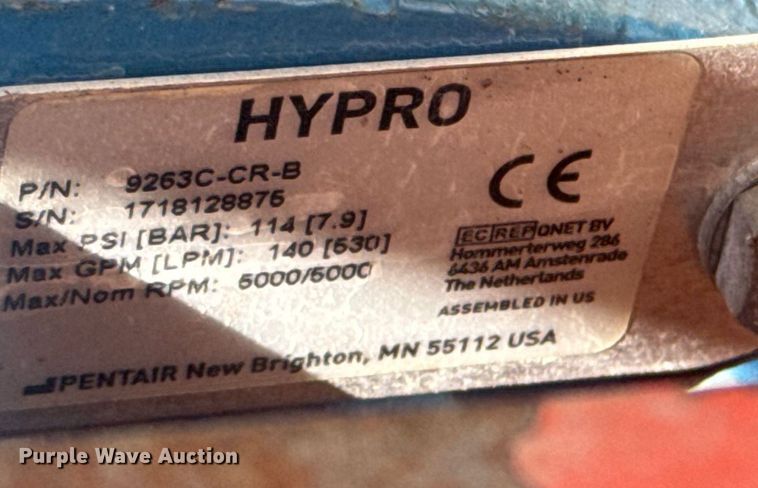 HYPRO
P/N: 9263C-CR-B
S/N: 1718128876
Max PSI [BAR]: 114 [7.9]
Max GPM [LPM]: 140 [530]
Max/Nom RPM: 5000/5000
CE
EC REP QNET BV
Hommerterweg 286
6436 AM Amstenrade
The Netherlands
ASSEMBLED IN US
PENTAIR New Brighton, MN 55112 USA
Purple Wave Auction